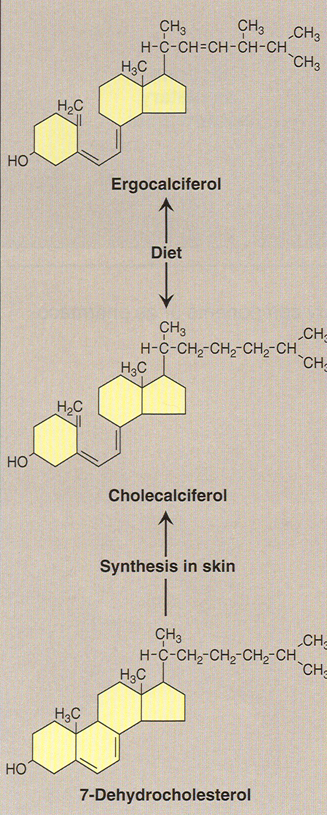 CH₃ CH₃
H-C-CH=CH-CH-CH CH₃
CH₃
H₃C
H₂C
HO
Ergocalciferol
Diet
CH₃
H-C-CH₂-CH₂-CH₂-CH CH₃
CH₃
H₃C
H₂C
HO
Cholecalciferol
Synthesis in skin
CH₃
H-C-CH₂-CH₂-CH₂-CH CH₃
CH₃
H₃C
H₃C
HO
7-Dehydrocholesterol